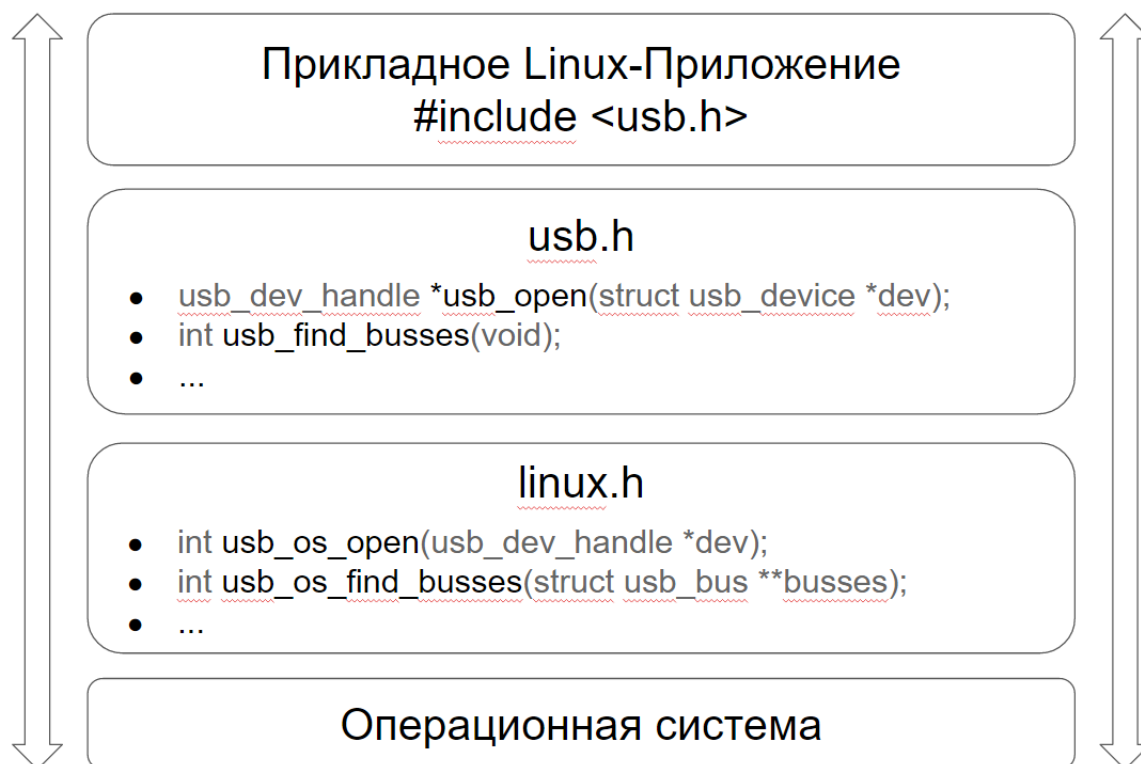 Прикладное Linux-Приложение
#include <usb.h>
usb.h
● usb_dev_handle *usb_open(struct usb_device *dev);
● int usb_find_busses(void);
● ...
linux.h
● int usb_os_open(usb_dev_handle *dev);
● int usb_os_find_busses(struct usb_bus **busses);
● ...
Операционная система